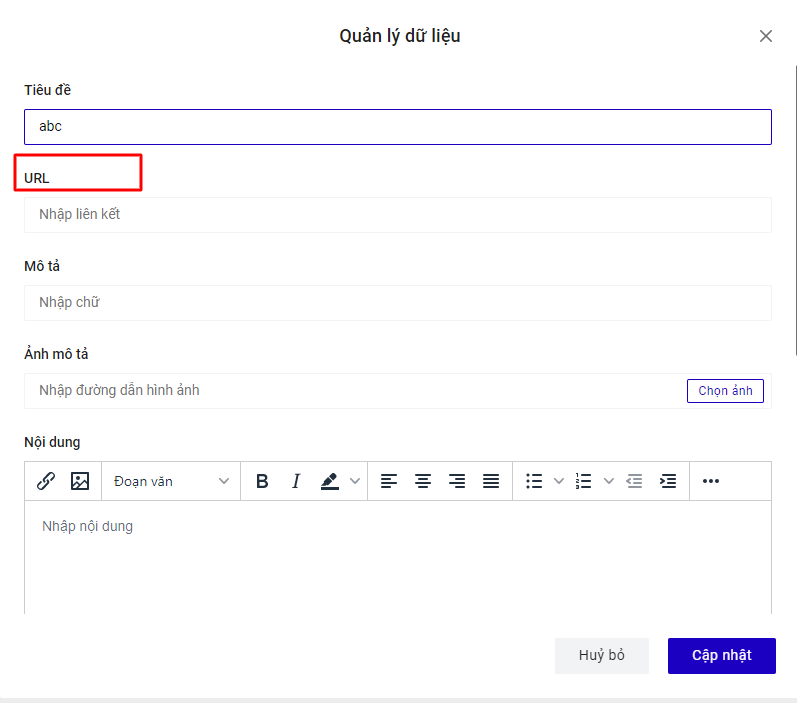 Quản lý dữ liệu
Tiêu đề
abc
URL
Nhập liên kết
Mô tả
Nhập chữ
Ảnh mô tả
Nhập đường dẫn hình ảnh
Chọn ảnh
Nội dung
Đoạn văn
B I
Nhập nội dung
Huỷ bỏ
Cập nhật